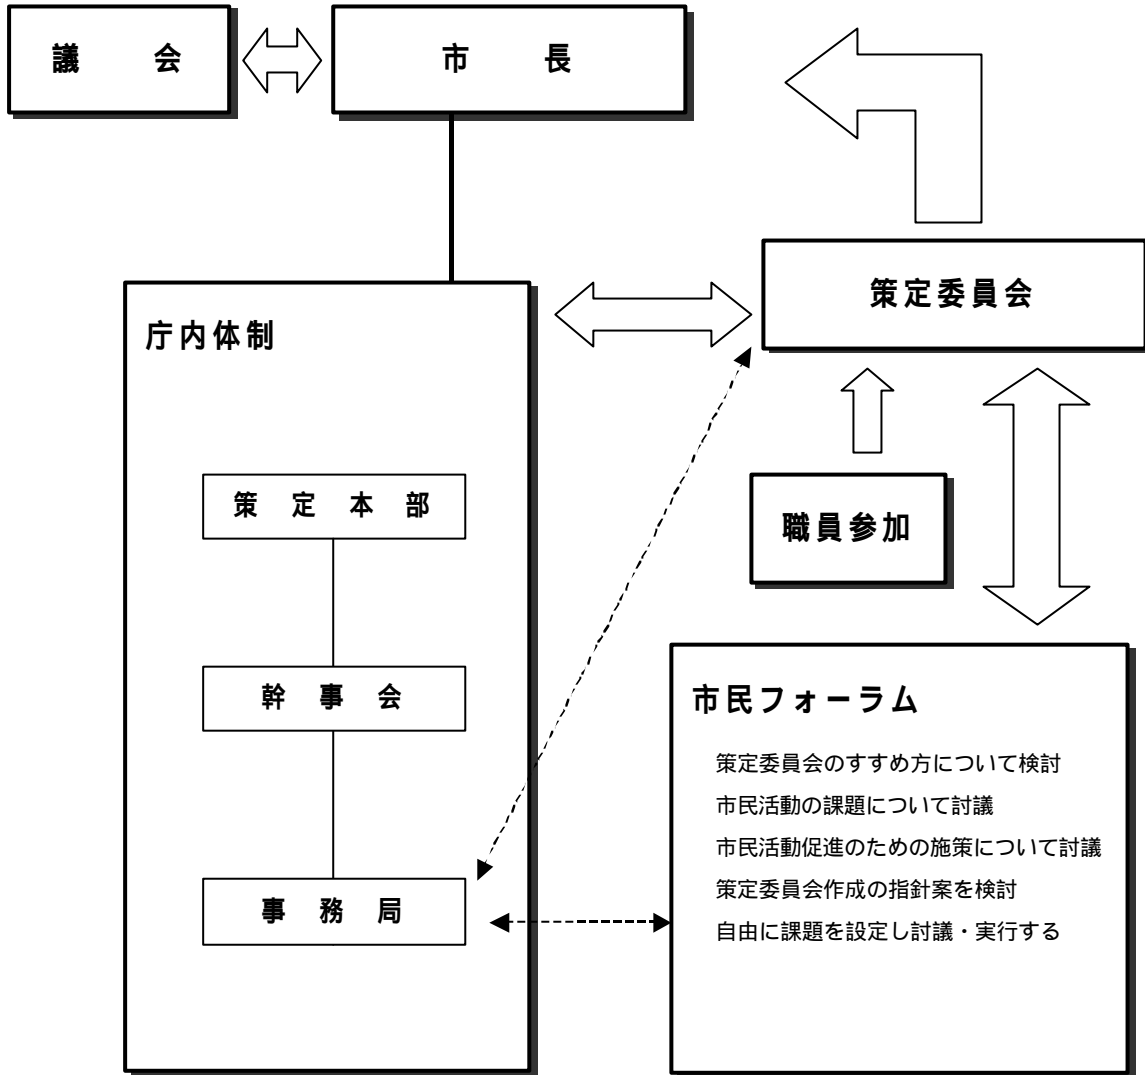 議　会
市　長
策定委員会
庁内体制
策　定　本　部
職員参加
幹　事　会
市民フォーラム
策定委員会のすすめ方について検討
市民活動の課題について討議
市民活動促進のための施策について討議
策定委員会作成の指針案を検討
自由に課題を設定し討議・実行する
事　務　局